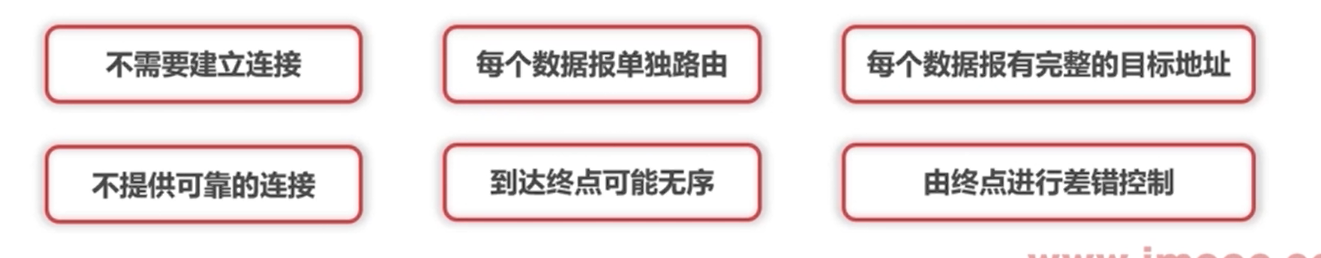 不需要建立连接
每个数据报单独路由
每个数据报有完整的目标地址
不提供可靠的连接
到达终点可能无序
由终点进行差错控制